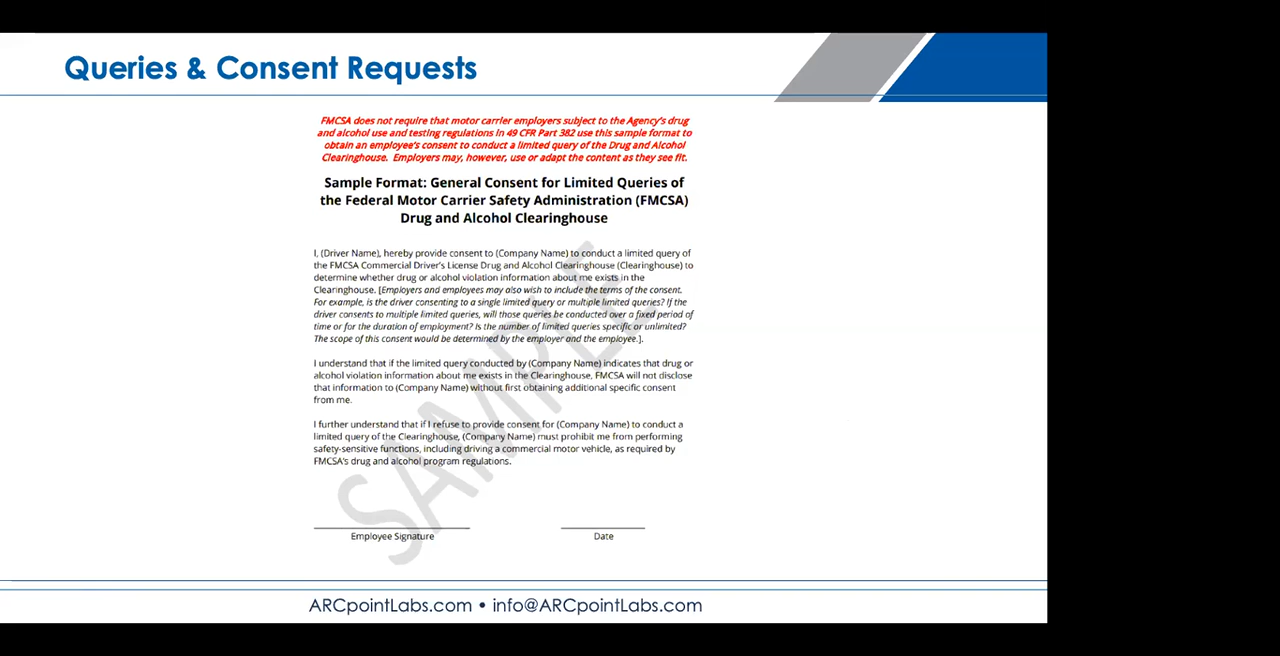 Queries & Consent Requests
FMCSA does not require that motor carrier employers subject to the Agency's drug
and alcohol use and testing regulations in 49 CFR Part 382 use this sample format to
obtain an employee's consent to conduct a limited query of the Drug and Alcohol
Clearinghouse. Employers may, however, use or adapt the content as they see fit.
Sample Format: General Consent for Limited Queries of
the Federal Motor Carrier Safety Administration (FMCSA)
Drug and Alcohol Clearinghouse
I, (Driver Name), hereby provide consent to (Company Name) to conduct a limited query of
the FMCSA Commercial Driver's License Drug and Alcohol Clearinghouse (Clearinghouse) to
determine whether drug or alcohol violation information about me exists in the
Clearinghouse. [Employers and employees may also wish to include the terms of the consent.
For example, is the driver consenting to a single limited query or multiple limited queries? If the
driver consents to multiple limited queries, will those queries be conducted over a fixed period of
time or for the duration of employment? Is the number of limited queries specific or unlimited?
The scope of this consent would be determined by the employer and the employee.].
I understand that if the limited query conducted by (Company Name) indicates that drug or
alcohol violation information about me exists in the Clearinghouse, FMCSA will not disclose
that information to (Company Name) without first obtaining additional specific consent
from me.
I further understand that if I refuse to provide consent for (Company Name) to conduct a
limited query of the Clearinghouse, (Company Name) must prohibit me from performing
safety-sensitive functions, including driving a commercial motor vehicle, as required by
FMCSA's drug and alcohol program regulations.
SAMPLE
Employee Signature
Date
ARCpointLabs.com • info@ARCpointLabs.com